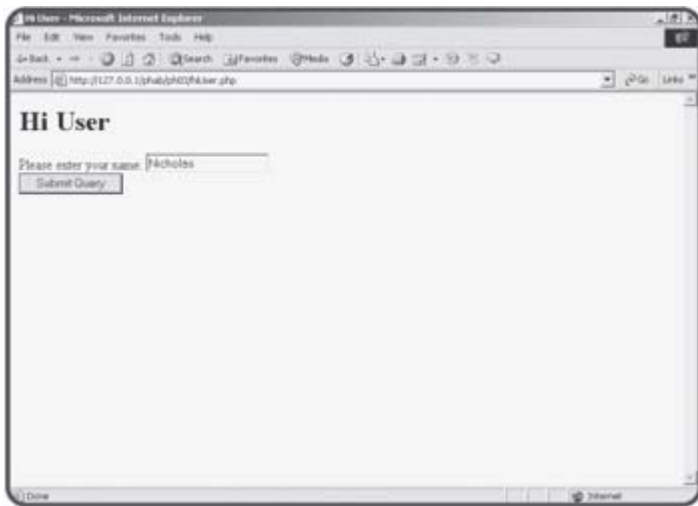 Hi User - Microsoft Internet Explorer
File Edit View Favorites Tools Help
Back Search Favorites Media
Address http://127.0.0.1/phab/ph03/hiUser.php Go Links
Hi User
Please enter your name: Nicholas
Submit Query
Done Internet